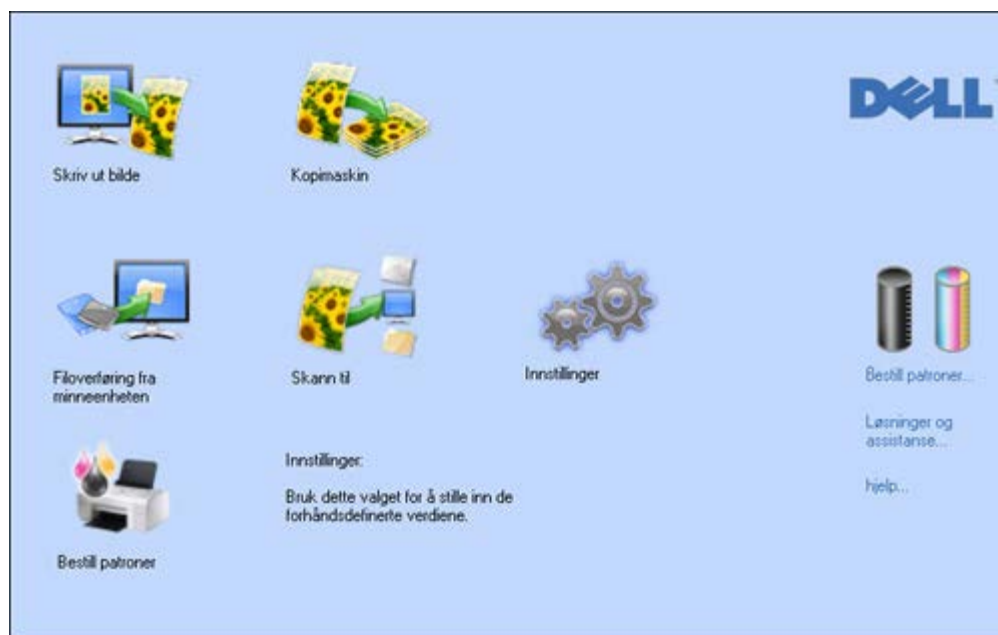 DELL
Skriv ut bilde
Kopimaskin
Filoverføring fra
minneenheten
Skann til
Innstillinger
Bestill patroner...
Løsninger og
assistanse...
hjelp...
Innstillinger:
Bruk dette valget for å stille inn de
forhåndsdefinerte verdiene.
Bestill patroner